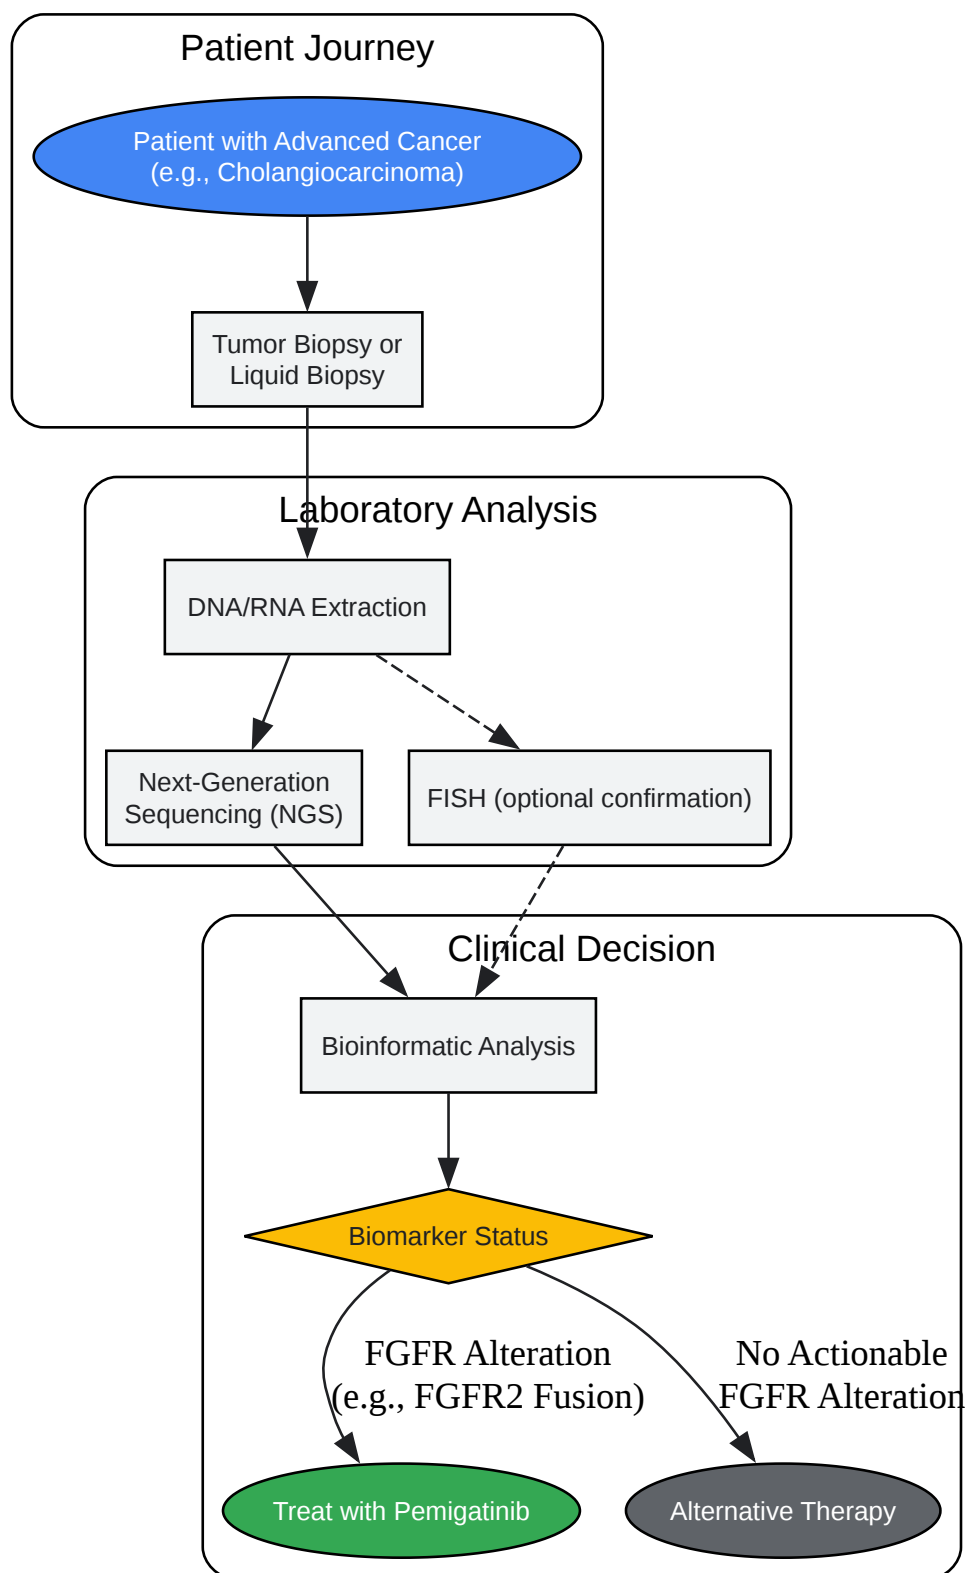 Patient Journey
Patient with Advanced Cancer
(e.g., Cholangiocarcinoma)
Tumor Biopsy or
Liquid Biopsy
Laboratory Analysis
DNA/RNA Extraction
Next-Generation
Sequencing (NGS)
FISH (optional confirmation)
Clinical Decision
Bioinformatic Analysis
Biomarker Status
FGFR Alteration
(e.g., FGFR2 Fusion)
No Actionable
FGFR Alteration
Treat with Pemigatinib
Alternative Therapy